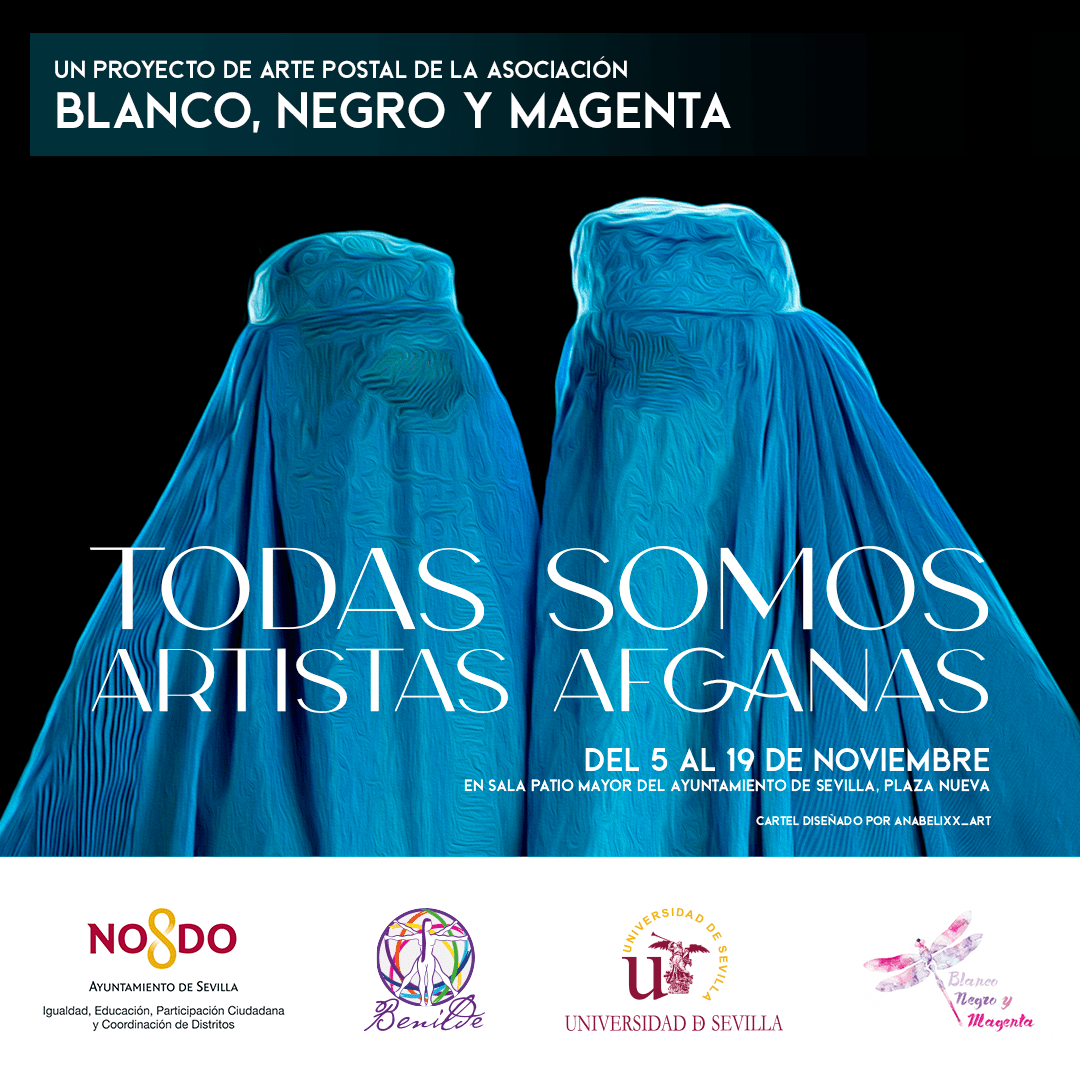 UN PROYECTO DE ARTE POSTAL DE LA ASOCIACIÓN
BLANCO, NEGRO Y MAGENTA
TODAS SOMOS
ARTISTAS AFGANAS
DEL 5 AL 19 DE NOVIEMBRE
EN SALA PATIO MAYOR DEL AYUNTAMIENTO DE SEVILLA, PLAZA NUEVA
CARTEL DISEÑADO POR ANABELIXX_ART
NO8DO
AYUNTAMIENTO DE SEVILLA
Igualdad, Educación, Participación Ciudadana
y Coordinación de Distritos
Benilde
UNIVERSIDAD DE SEVILLA
U
UNIVERSIDAD D SEVILLA
Blanco
Negro y
Magenta